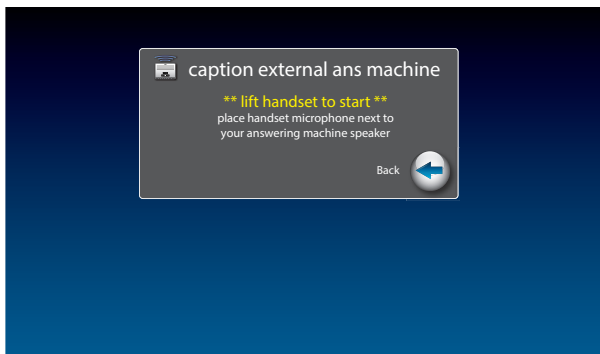 caption external ans machine
** lift handset to start **
place handset microphone next to
your answering machine speaker
Back